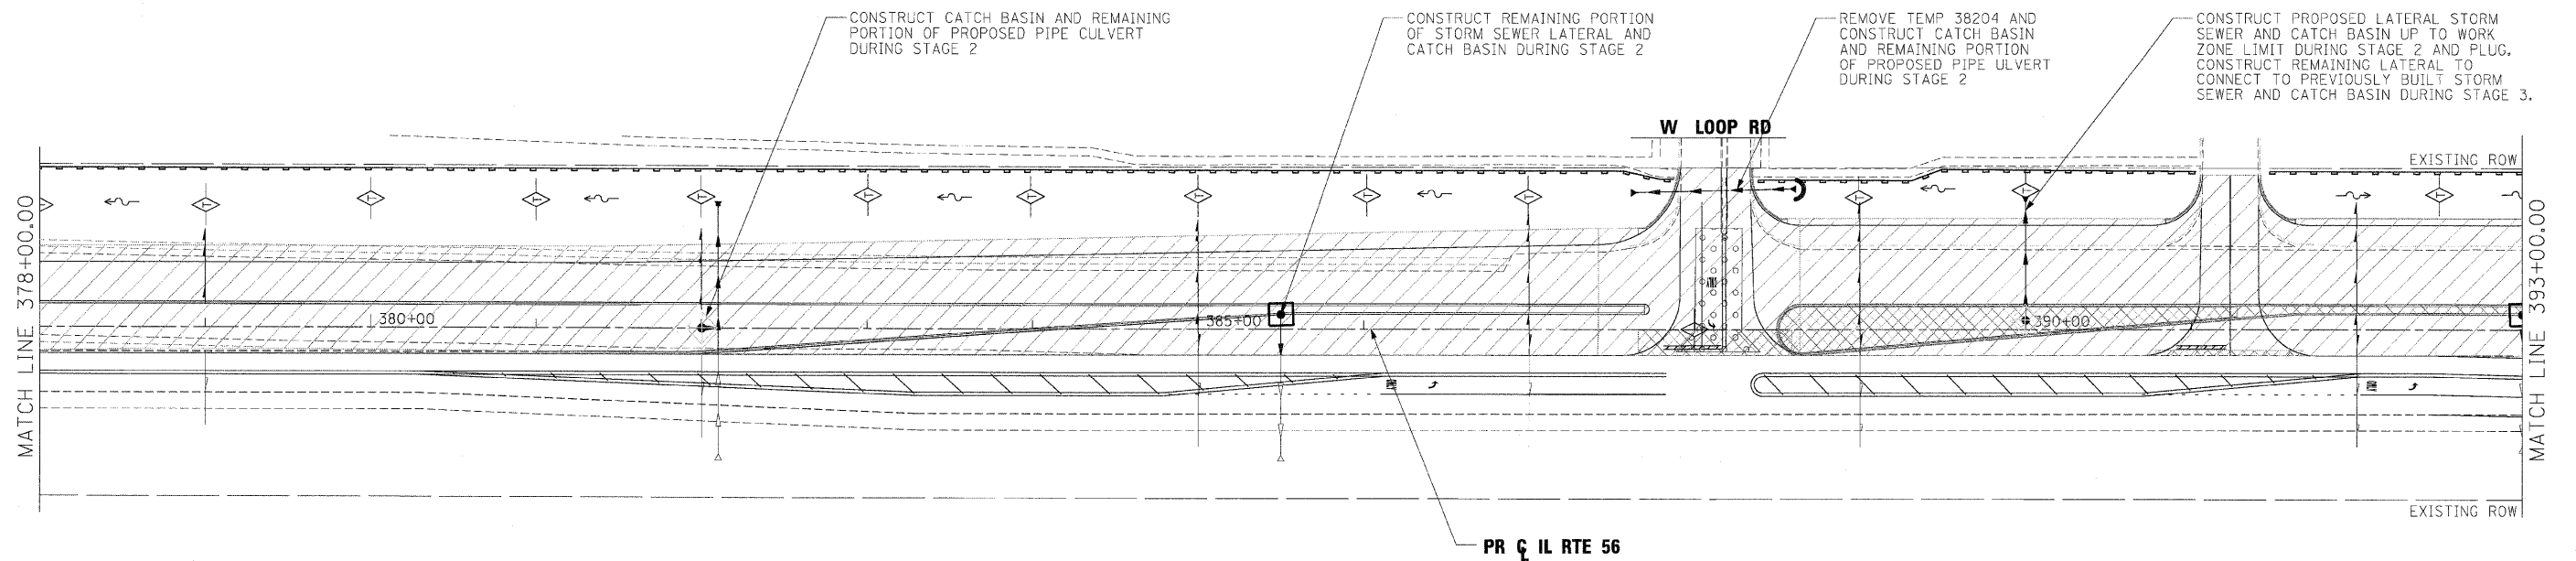 CONSTRUCT CATCH BASIN AND REMAINING
PORTION OF PROPOSED PIPE CULVERT
DURING STAGE 2
CONSTRUCT REMAINING PORTION
OF STORM SEWER LATERAL AND
CATCH BASIN DURING STAGE 2
REMOVE TEMP 38204 AND
CONSTRUCT CATCH BASIN
AND REMAINING PORTION
OF PROPOSED PIPE ULVERT
DURING STAGE 2
CONSTRUCT PROPOSED LATERAL STORM
SEWER AND CATCH BASIN UP TO WORK
ZONE LIMIT DURING STAGE 2 AND PLUG.
CONSTRUCT REMAINING LATERAL TO
CONNECT TO PREVIOUSLY BUILT STORM
SEWER AND CATCH BASIN DURING STAGE 3.
W LOOP RD
EXISTING ROW
MATCH LINE 378+00.00
T T T T T T T T T T T T T
380+00
385+00
390+00
MATCH LINE 393+00.00
EXISTING ROW
PR ℄ IL RTE 56